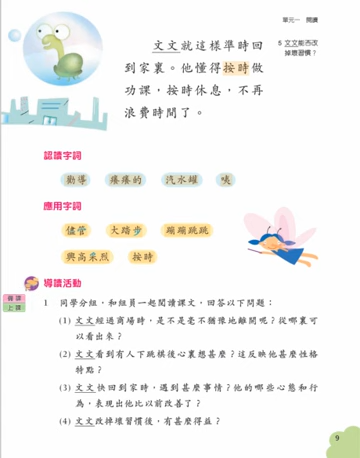 單元一　閱讀
5 文文能否改
掉壞習慣？
文文就這樣準時回
到家裏。他懂得按時做
功課，按時休息，不再
浪費時間了。
認讀字詞
勸導　癢癢的　汽水罐　咦
應用字詞
儘管　大踏步　蹦蹦跳跳
興高采烈　按時
導讀活動
1　同學分組，和組員一起閱讀課文，回答以下問題：
(1) 文文經過商場時，是不是毫不猶豫地離開呢？從哪裏可
以看出來？
(2) 文文看到有人下跳棋後心裏想甚麼？這反映他甚麼性格
特點？
(3) 文文快回到家時，遇到甚麼事情？他的哪些心態和行
為，表現出他比以前改善了？
(4) 文文改掉壞習慣後，有甚麼得益？
上課
9